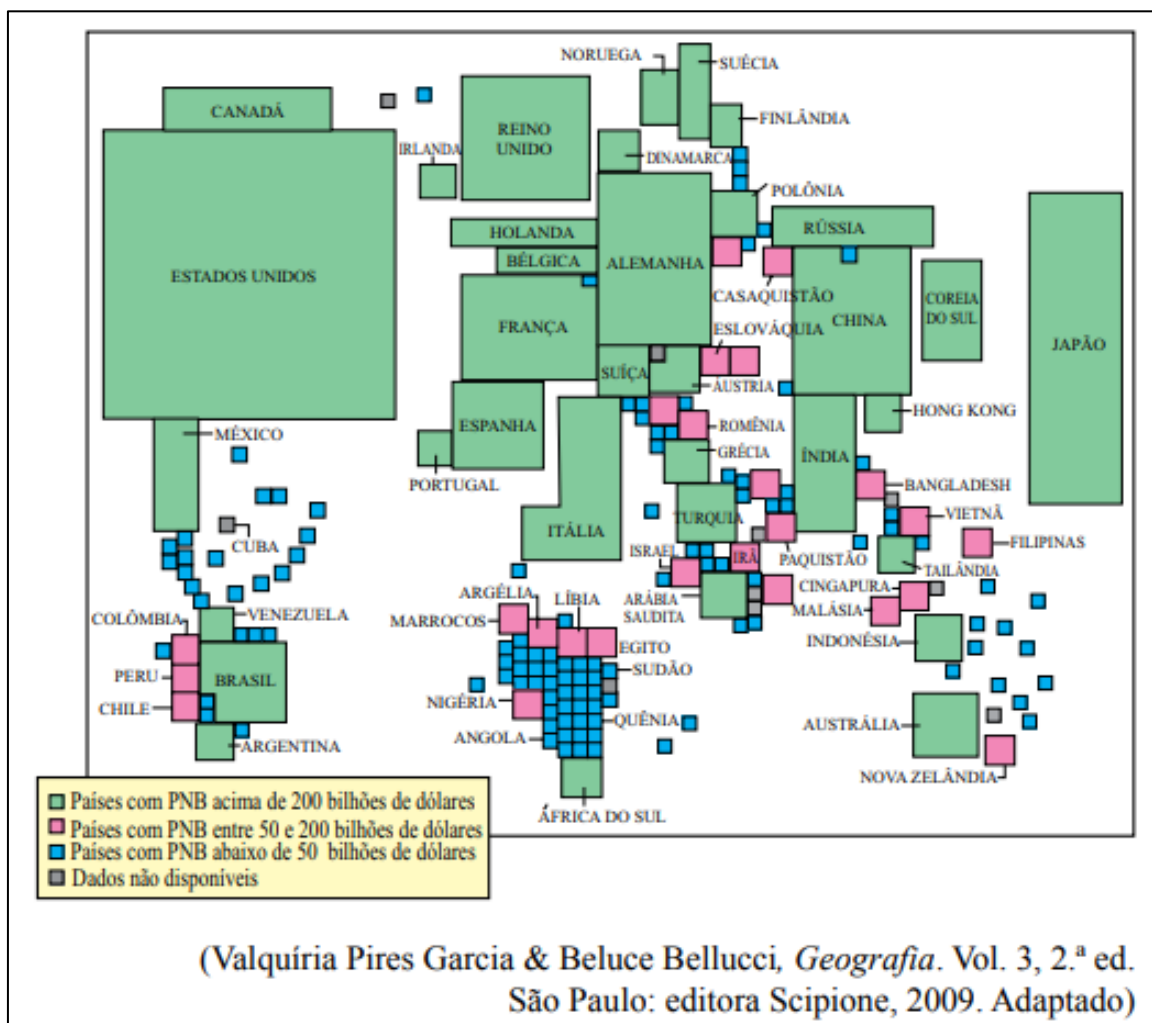 NORUEGA
SUÉCIA
CANADÁ
REINO
UNIDO
FINLÂNDIA
IRLANDA
DINAMARCA
POLÔNIA
HOLANDA
RÚSSIA
BÉLGICA
ALEMANHA
ESTADOS UNIDOS
CASAQUISTÃO
FRANÇA
CHINA
COREIA
DO SUL
ESLOVÁQUIA
JAPÃO
SUÍÇA
ÁUSTRIA
HONG KONG
MÉXICO
ESPANHA
ROMÊNIA
GRÉCIA
ÍNDIA
PORTUGAL
BANGLADESH
ITÁLIA
TURQUIA
VIETNÃ
CUBA
ISRAEL
IRÃ
PAQUISTÃO
FILIPINAS
TAILÂNDIA
ARGÉLIA
LÍBIA
CINGAPURA
COLÔMBIA
VENEZUELA
MARROCOS
ARÁBIA
SAUDITA
MALÁSIA
EGITO
INDONÉSIA
PERU
BRASIL
SUDÃO
CHILE
NIGÉRIA
QUÊNIA
AUSTRÁLIA
ANGOLA
ARGENTINA
NOVA ZELÂNDIA
ÁFRICA DO SUL
Países com PNB acima de 200 bilhões de dólares
Países com PNB entre 50 e 200 bilhões de dólares
Países com PNB abaixo de 50 bilhões de dólares
Dados não disponíveis
(Valquíria Pires Garcia & Beluce Bellucci, Geografia. Vol. 3, 2.ª ed.
São Paulo: editora Scipione, 2009. Adaptado)